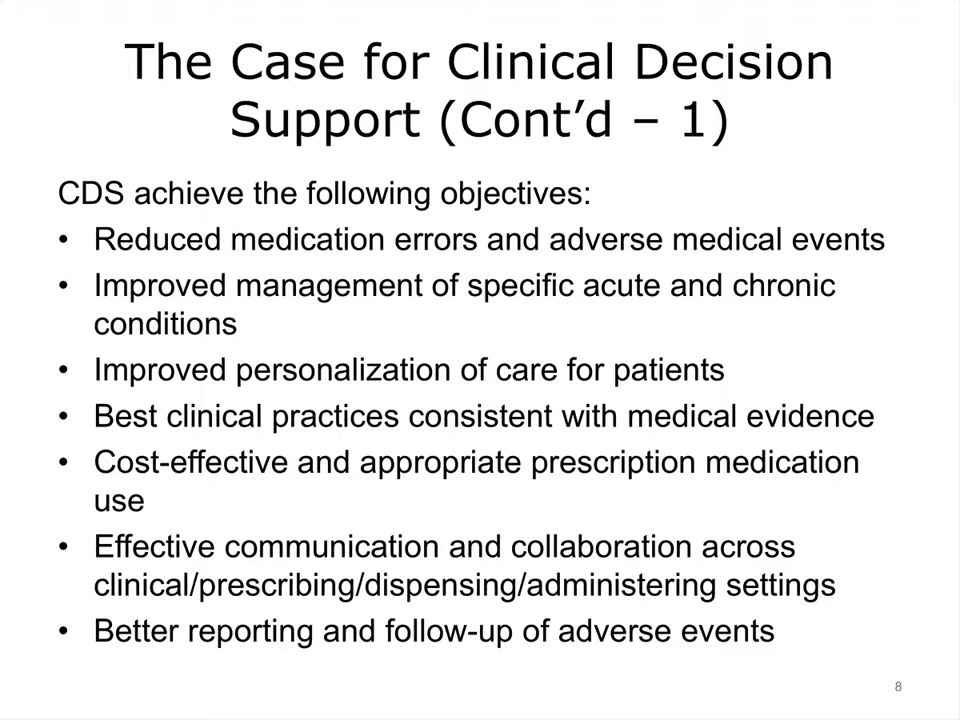 The Case for Clinical Decision
Support (Cont’d – 1)
CDS achieve the following objectives:
• Reduced medication errors and adverse medical events
• Improved management of specific acute and chronic
conditions
• Improved personalization of care for patients
• Best clinical practices consistent with medical evidence
• Cost-effective and appropriate prescription medication
use
• Effective communication and collaboration across
clinical/prescribing/dispensing/administering settings
• Better reporting and follow-up of adverse events
8